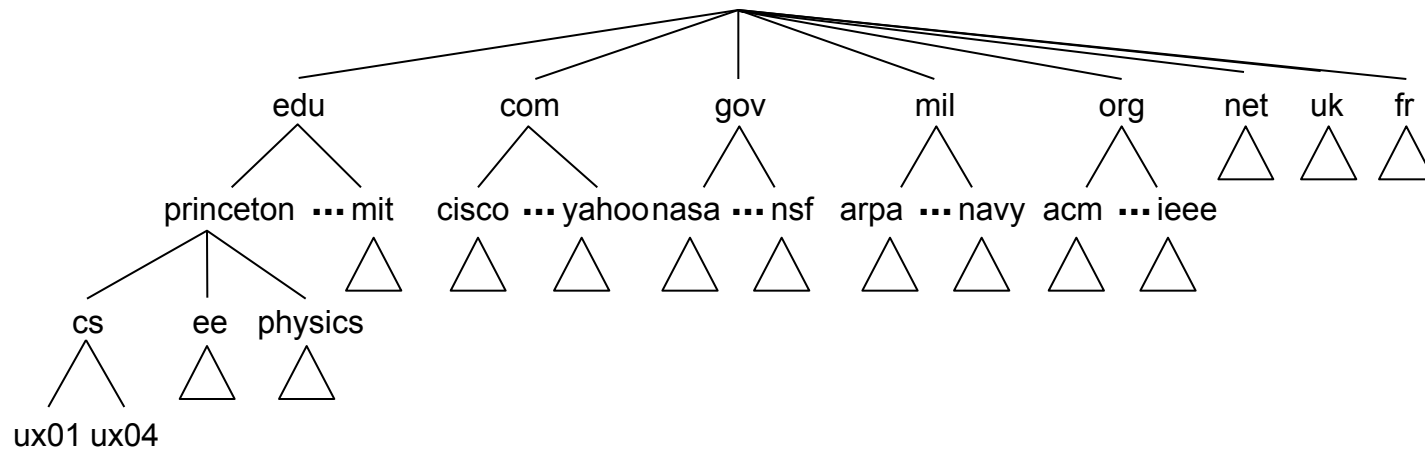 edu com gov mil org net uk fr
princeton ... mit cisco ... yahoo nasa ... nsf arpa ... navy acm ... ieee
cs ee physics
ux01 ux04